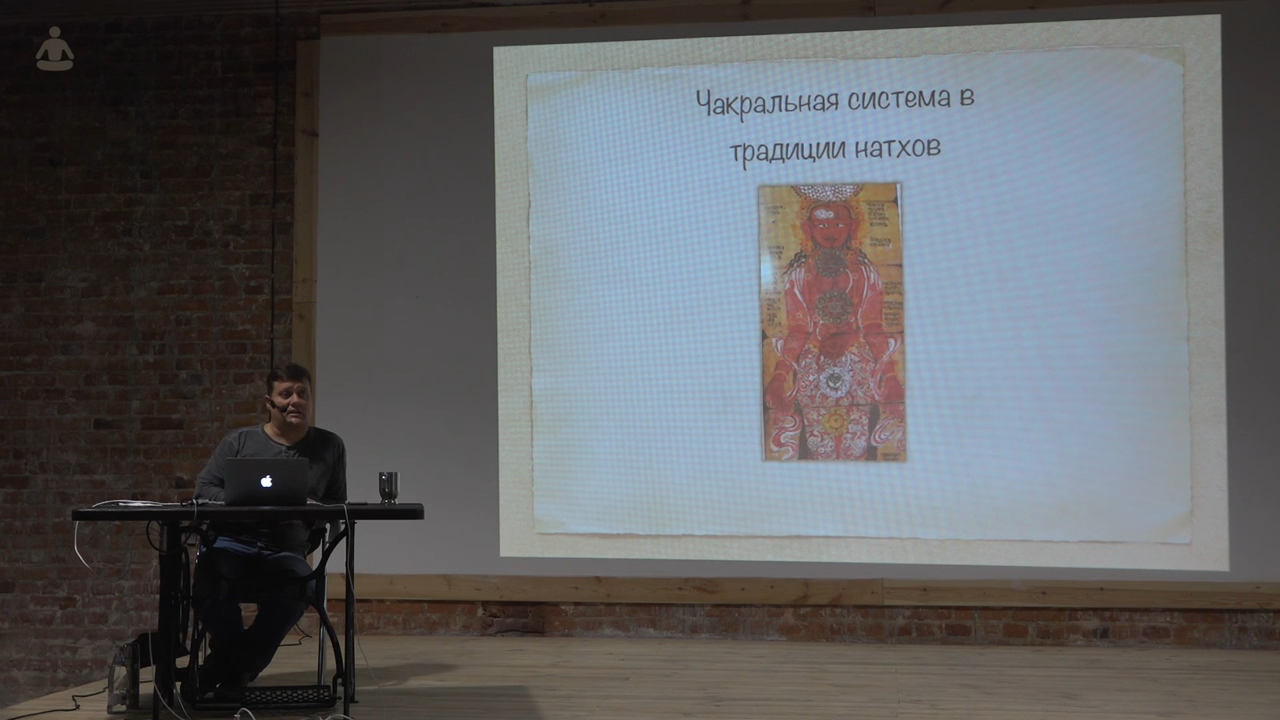 Чакральная система в
традиции натхов